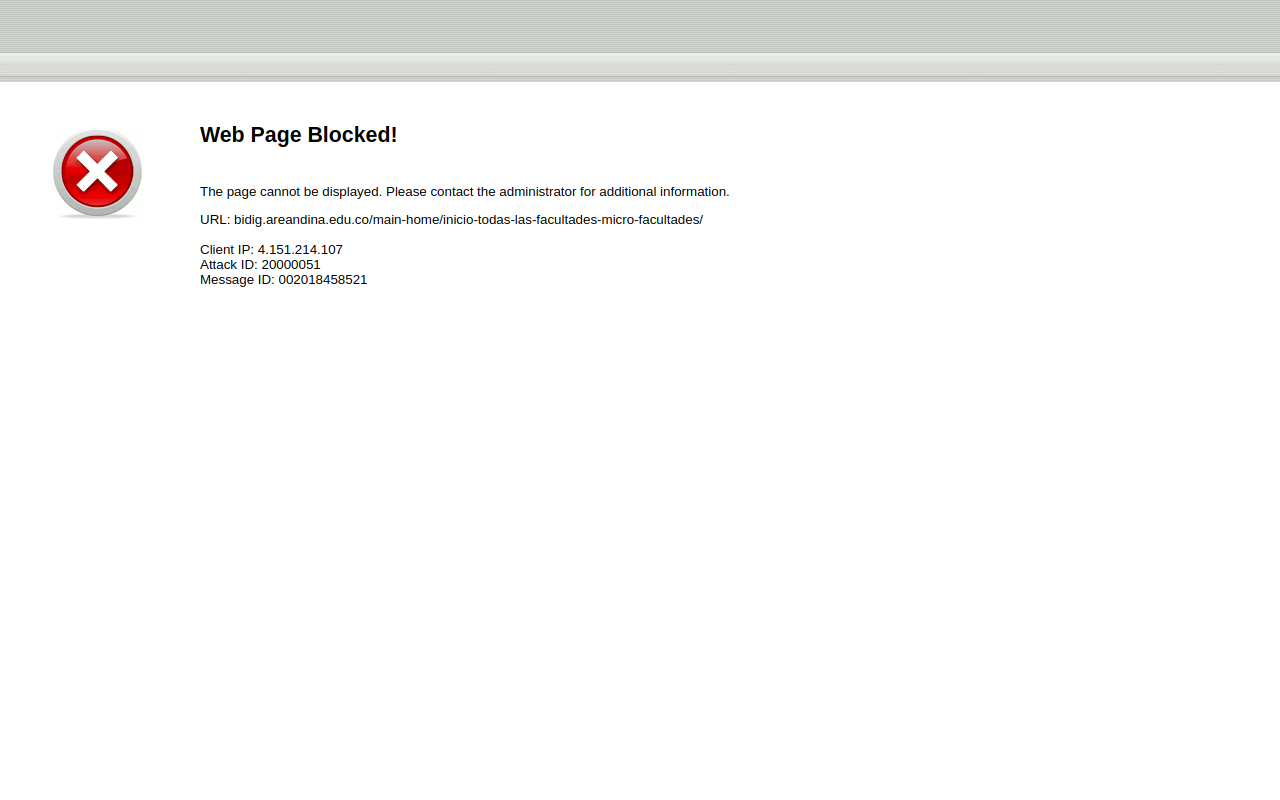 Web Page Blocked!
The page cannot be displayed. Please contact the administrator for additional information.
URL: bidig.areandina.edu.co/main-home/inicio-todas-las-facultades-micro-facultades/
Client IP: 4.151.214.107
Attack ID: 20000051
Message ID: 002018458521